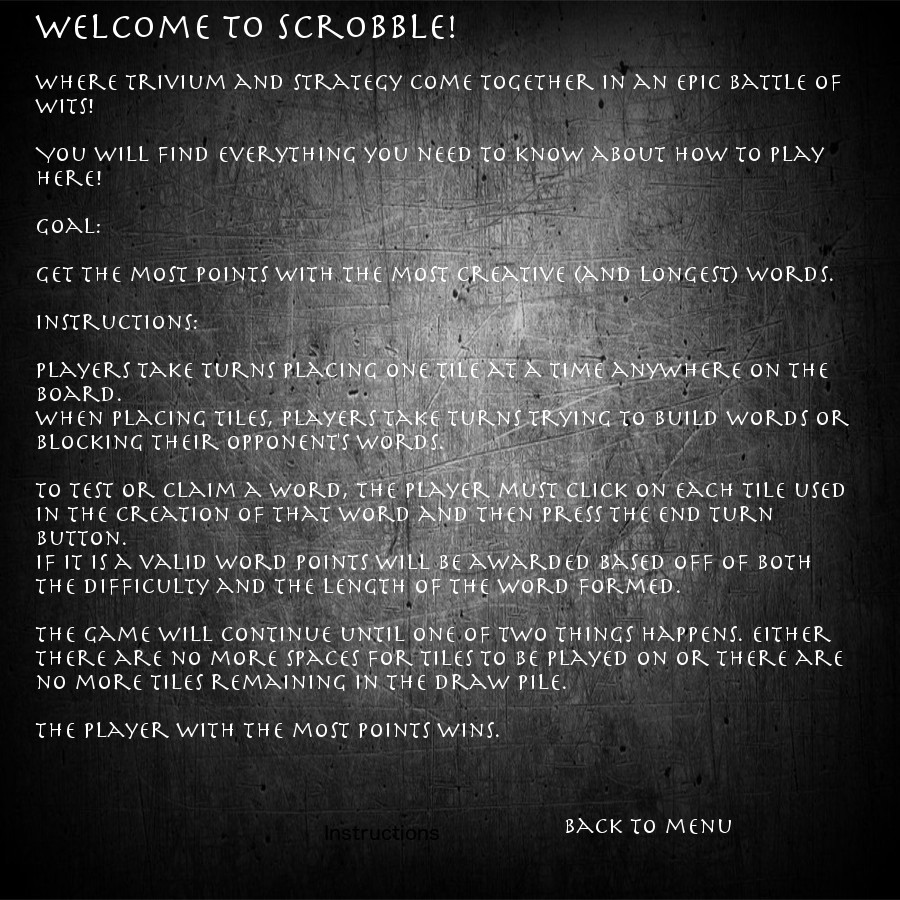 Welcome to Scrobble!
Where trivium and strategy come together in an epic battle of
wits!
You will find everything you need to know about how to play
here!
Goal:
Get the most points with the most creative (and longest) words.
Instructions:
Players take turns placing one tile at a time anywhere on the
board.
When placing tiles, players take turns trying to build words or
blocking their opponent's words.
To test or claim a word, the player must click on each tile used
in the creation of that word and then press the end turn
button.
If it is a valid word points will be awarded based off of both
the difficulty and the length of the word formed.
The game will continue until one of two things happens. Either
there are no more spaces for tiles to be played on or there are
no more tiles remaining in the draw pile.
The player with the most points wins.
Instructions
Back to Menu